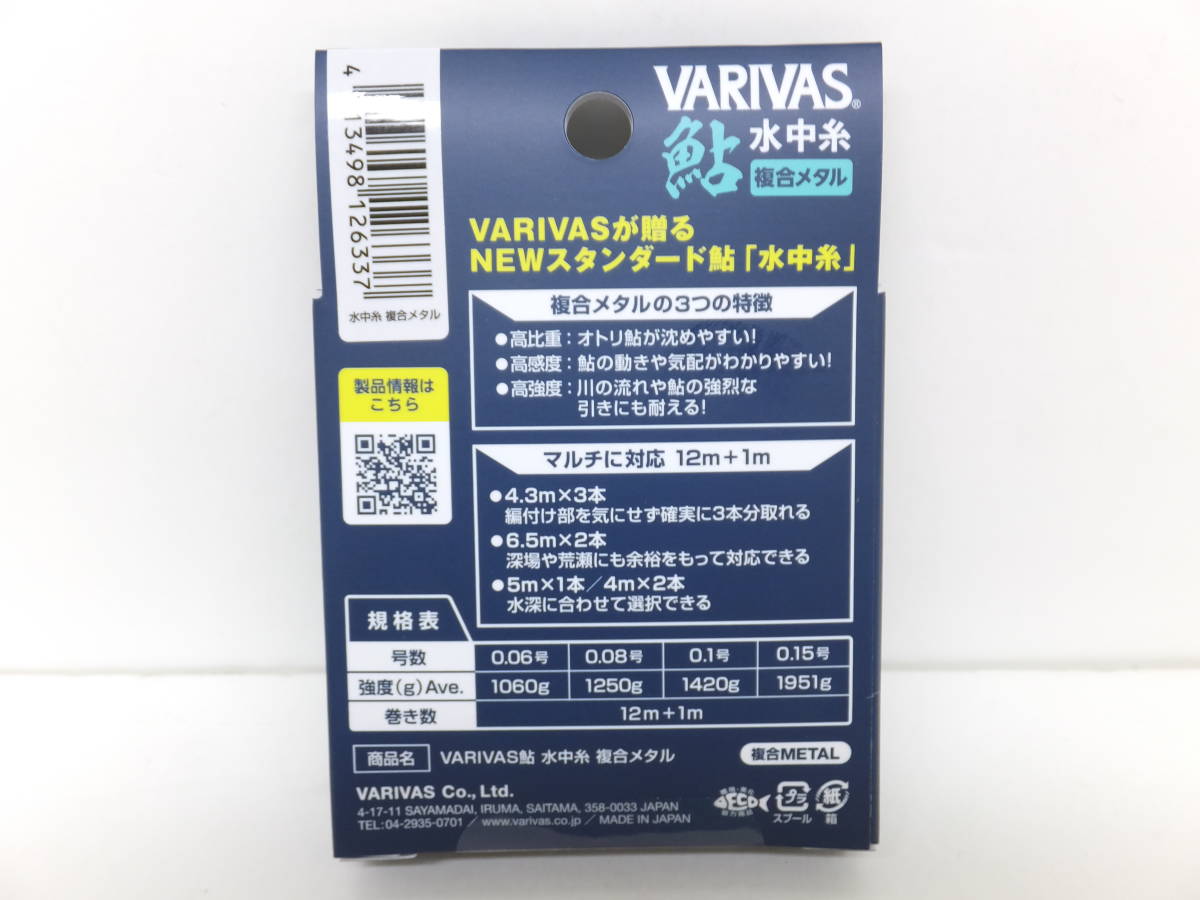 4 513498 126337
水中糸 複合メタル
VARIVAS®
鮎 水中糸
複合メタル
VARIVASが贈る
NEWスタンダード鮎「水中糸」
複合メタルの3つの特徴
●高比重:オトリ鮎が沈めやすい!
●高感度:鮎の動きや気配がわかりやすい!
●高強度:川の流れや鮎の強烈な
引きにも耐える!
製品情報は
こちら
マルチに対応 12m+1m
●4.3m×3本
編付け部を気にせず確実に3本分取れる
●6.5m×2本
深場や荒瀬にも余裕をもって対応できる
●5m×1本/4m×2本
水深に合わせて選択できる
規格表
号数 0.06号 0.08号 0.1号 0.15号
強度(g)Ave. 1060g 1250g 1420g 1951g
巻き数 12m+1m
商品名 VARIVAS鮎 水中糸 複合メタル
複合METAL
VARIVAS Co., Ltd.
4-17-11 SAYAMADAI, IRUMA, SAITAMA, 358-0033 JAPAN
TEL:04-2935-0701 / www.varivas.co.jp / MADE IN JAPAN
ECO
プラ
スプール
紙
箱